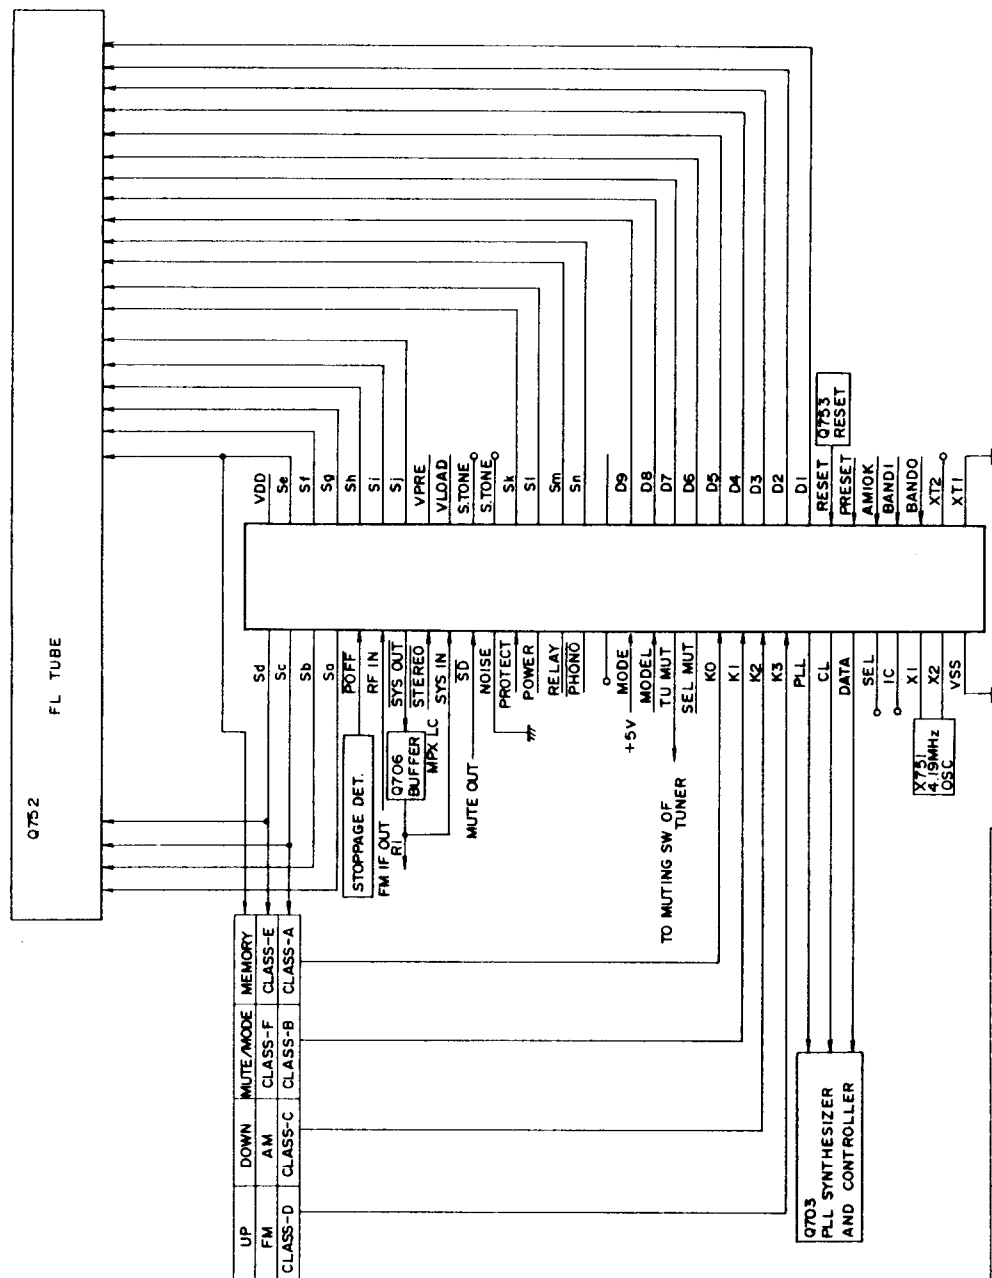 Q752
FL TUBE
VDD
Se
Sf
Sg
Sh
Si
Sj
VPRE
VLOAD
S.TONE
S.TONE
Sk
Sl
Sm
Sn
D9
D8
D7
D6
D5
D4
D3
D2
D1
RESET
PRESET
AM10K
BAND1
BAND0
XT2
XT1
Q753
RESET
Sd
Sc
Sb
Sa
POFF
RF IN
SYS OUT
STEREO
SYS IN
SD
NOISE
PROTECT
POWER
RELAY
PHONO
MODE
MODEL
TU MUT
SEL MUT
K0
K1
K2
K3
PLL
CL
DATA
SEL
IC
X1
X2
VSS
STOPPAGE DET.
FM IF OUT
Ri
Q706
BUFFER
MPX LC
MUTE OUT
+5V
TO MUTING SW OF
TUNER
X751
4.19MHz
OSC
UP DOWN MUTE/MODE MEMORY
FM AM CLASS-F CLASS-E
CLASS-D CLASS-C CLASS-B CLASS-A
Q703
PLL SYNTHESIZER
AND CONTROLLER